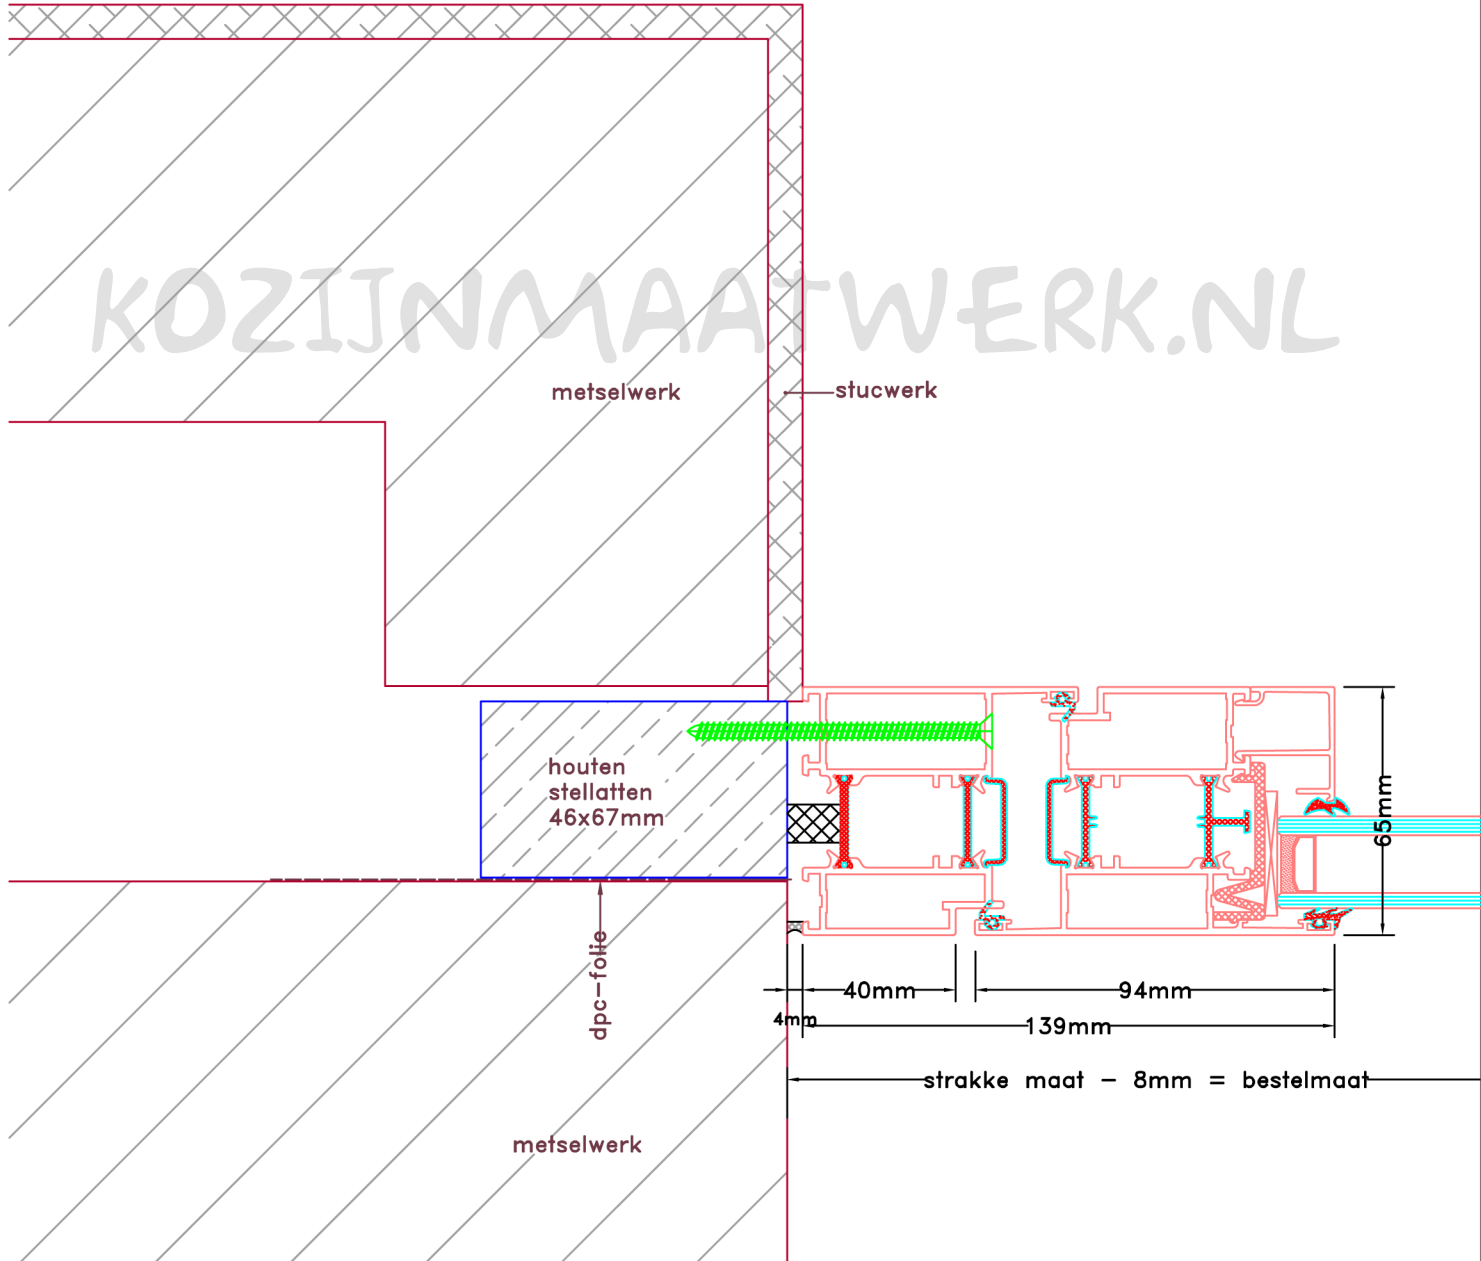 KOZIJNMAATWERK.NL
metselwerk
stucwerk
houten
stellatten
46x67mm
65mm
dpc-folie
40mm
94mm
4mm
139mm
strakke maat - 8mm = bestelmaat
metselwerk